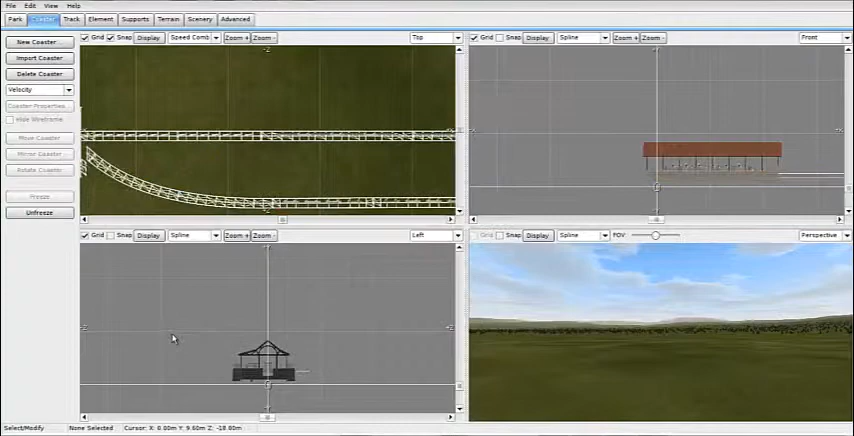 File Edit View Help
Park Coaster Track Element Supports Terrain Scenery Advanced
New Coaster...
Import Coaster
Delete Coaster
Velocity
Coaster Properties...
Hide Wireframe
Move Coaster
Mirror Coaster
Rotate Coaster
Freeze
Unfreeze
Grid Snap Display Speed Comb Zoom + Zoom - Top
-Z
Grid Snap Display Spline Zoom + Zoom - Front
Grid Snap Display Spline Zoom + Zoom - Left
Grid Snap Display Spline FOV Perspective
Select/Modify None Selected Cursor: X: 0.00m Y: 9.60m Z: -18.00m